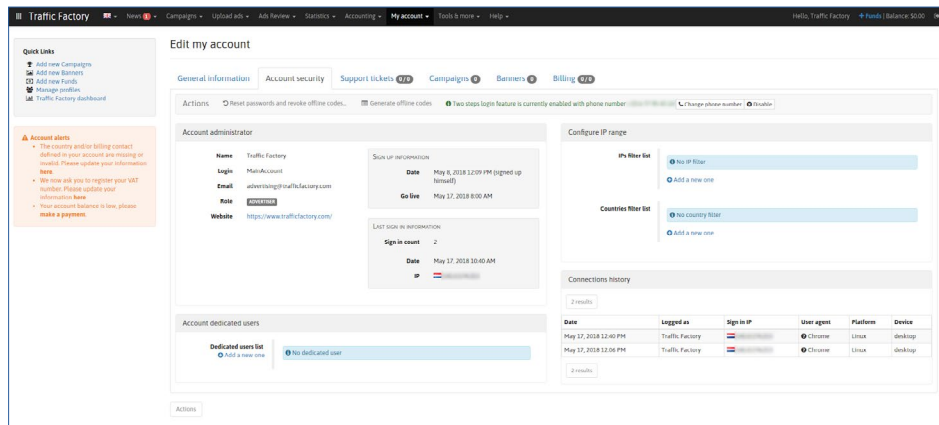 Traffic Factory News 1 Campaigns Upload ads Ads Review Statistics Accounting My account Tools & more Help Hello, Traffic Factory + Funds | Balance: $0.00
Edit my account
Quick Links
Add new Campaigns
Add new Banners
Add new Funds
Manage profiles
Traffic Factory dashboard
Account alerts
• The country and/or billing contact
defined in your account are missing or
invalid. Please update your information
here.
• We now ask you to register your VAT
number. Please update your
information here
• Your account balance is low, please
make a payment.
General information Account security Support tickets 0/0 Campaigns 0 Banners 0 Billing 0/0
Actions Reset passwords and revoke offline codes... Generate offline codes Two steps login feature is currently enabled with phone number Change phone number Disable
Account administrator
Name Traffic Factory
Login MainAccount
Email advertising@trafficfactory.com
Role ADVERTISER
Website https://www.trafficfactory.com/
SIGN UP INFORMATION
Date May 8, 2018 12:09 PM (signed up
himself)
Go live May 17, 2018 8:00 AM
LAST SIGN IN INFORMATION
Sign in count 2
Date May 17, 2018 10:40 AM
IP
Account dedicated users
Dedicated users list No dedicated user
Add a new one
Configure IP range
IPs filter list No IP filter
Add a new one
Countries filter list No country filter
Add a new one
Connections history
2 results
Date Logged as Sign in IP User agent Platform Device
May 17, 2018 12:40 PM Traffic Factory Chrome Linux desktop
May 17, 2018 12:06 PM Traffic Factory Chrome Linux desktop
2 results
Actions